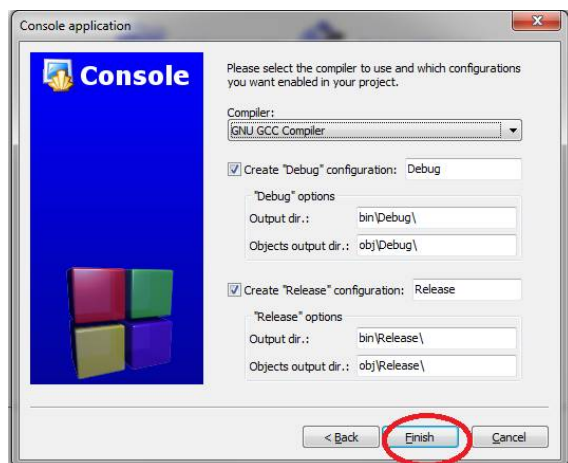 Console application
Console
Please select the compiler to use and which configurations
you want enabled in your project.
Compiler:
GNU GCC Compiler
Create "Debug" configuration: Debug
"Debug" options
Output dir.: bin\Debug\
Objects output dir.: obj\Debug\
Create "Release" configuration: Release
"Release" options
Output dir.: bin\Release\
Objects output dir.: obj\Release\
< Back Finish Cancel